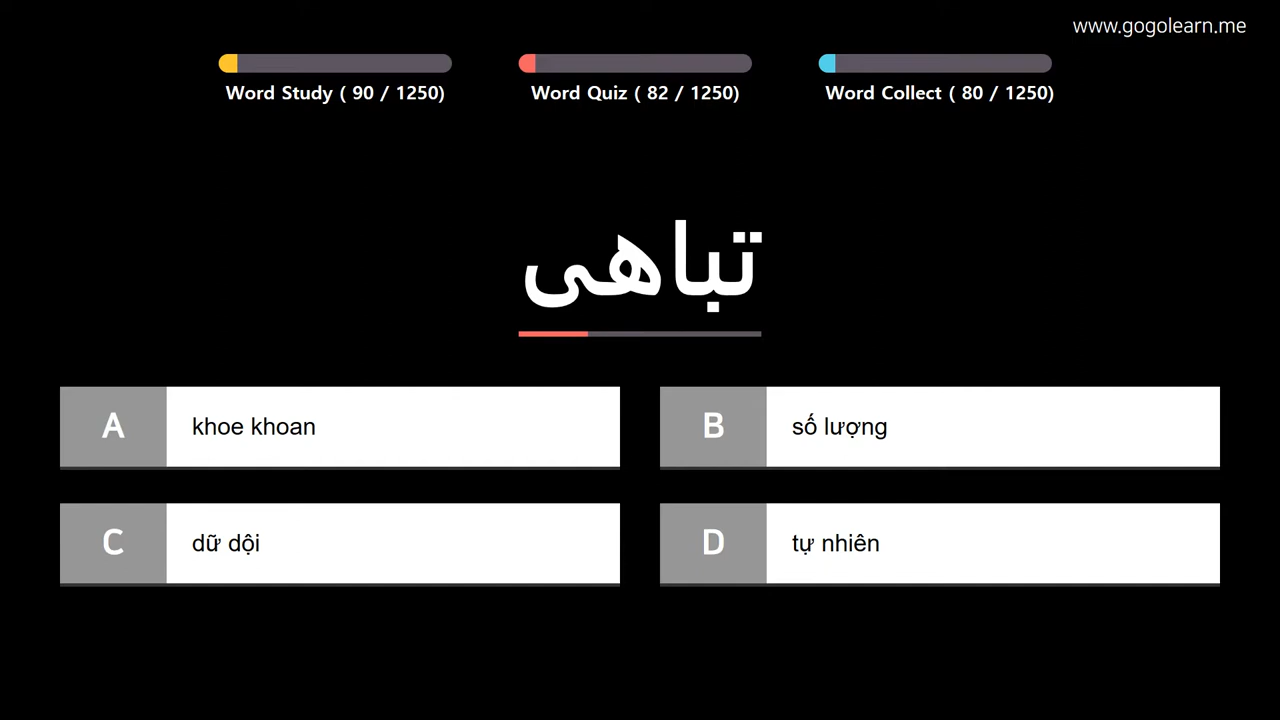 www.gogolearn.me
Word Study ( 90 / 1250)
Word Quiz ( 82 / 1250)
Word Collect ( 80 / 1250)
تباهی
A khoe khoan
B số lượng
C dữ dội
D tự nhiên